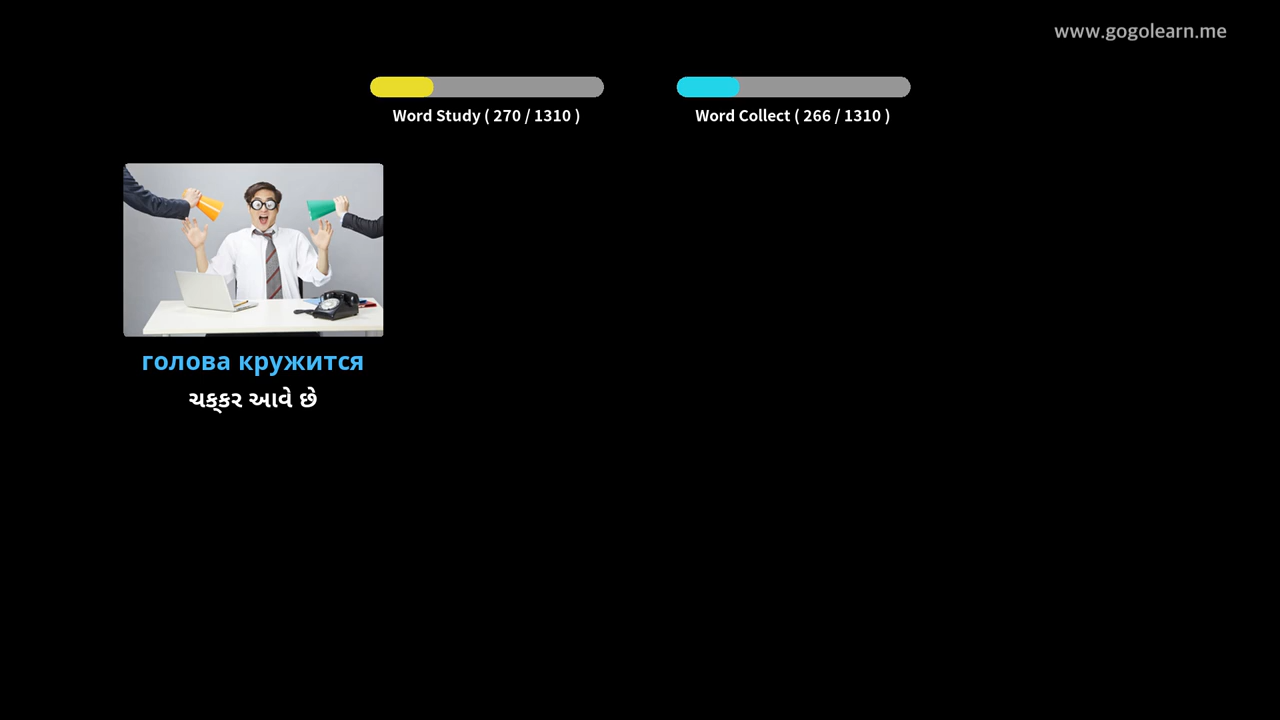 www.gogolearn.me
Word Study ( 270 / 1310 )
Word Collect ( 266 / 1310 )
голова кружится
ચક્કર આવે છે